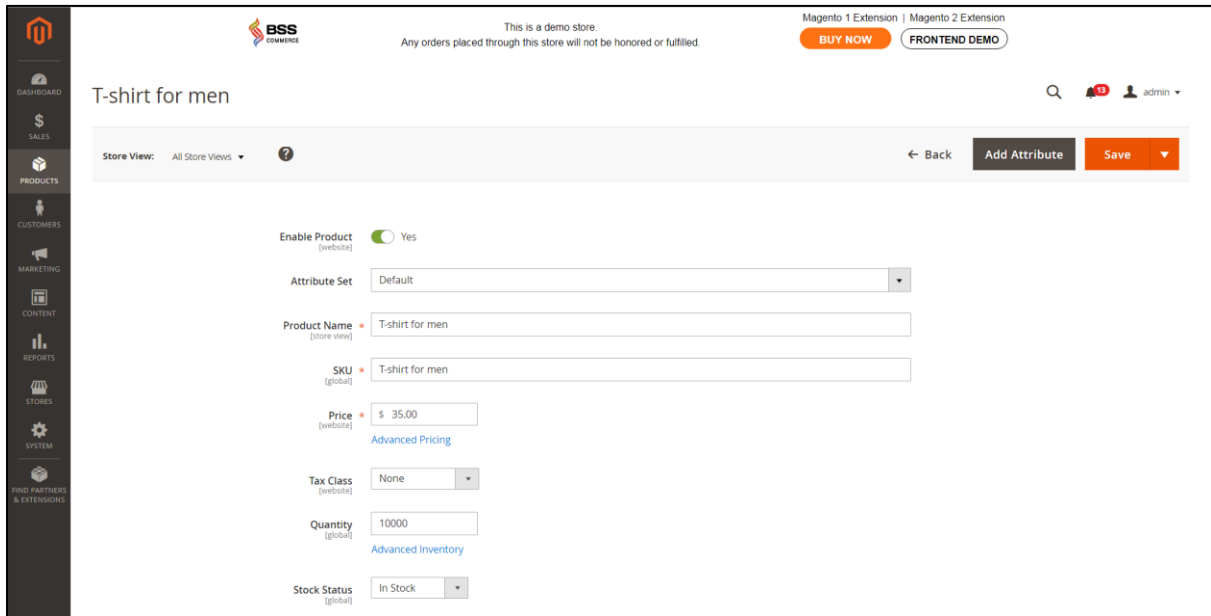 BSS
COMMERCE
This is a demo store.
Any orders placed through this store will not be honored or fulfilled.
Magento 1 Extension | Magento 2 Extension
BUY NOW
FRONTEND DEMO
DASHBOARD
SALES
PRODUCTS
CUSTOMERS
MARKETING
CONTENT
REPORTS
STORES
SYSTEM
FIND PARTNERS
& EXTENSIONS
T-shirt for men
13
admin
Store View: All Store Views
?
← Back
Add Attribute
Save
Enable Product Yes
[website]
Attribute Set Default
Product Name * T-shirt for men
[store view]
SKU * T-shirt for men
[global]
Price * $ 35.00
[website]
Advanced Pricing
Tax Class None
[website]
Quantity 10000
[global]
Advanced Inventory
Stock Status In Stock
[global]